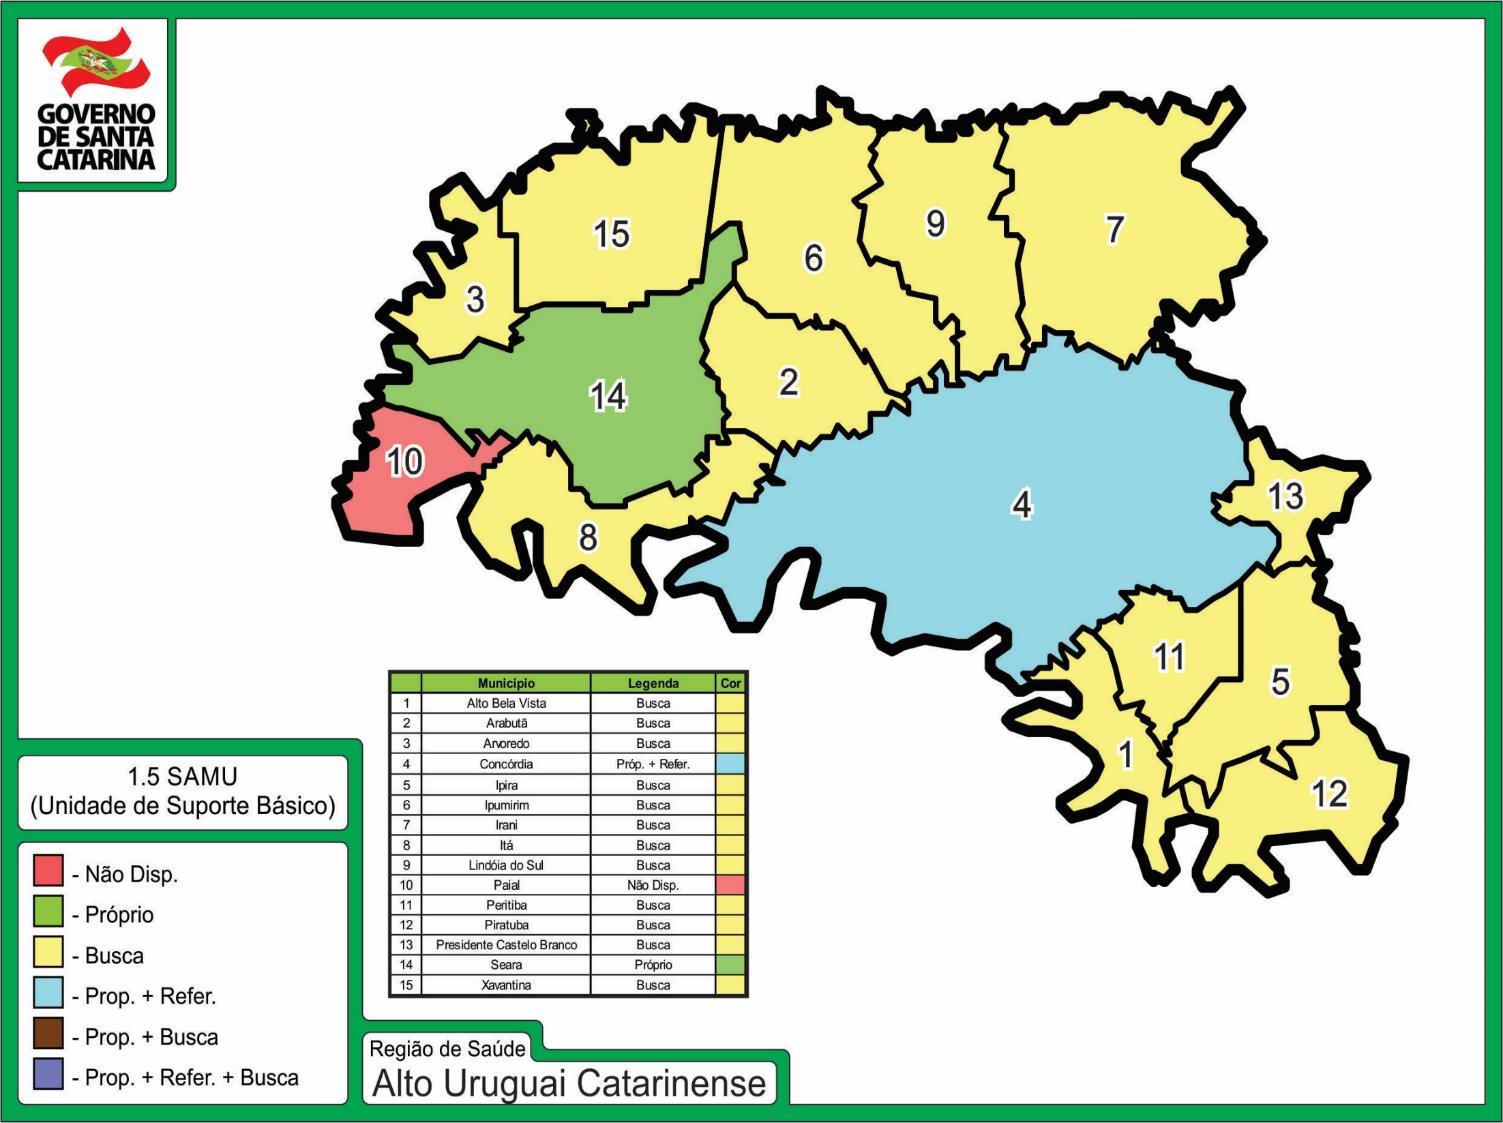 GOVERNO
DE SANTA
CATARINA
15
6
9
7
3
2
14
10
4
13
8
11
5
1
12
Município Legenda Cor
1 Alto Bela Vista Busca
2 Arabutã Busca
3 Arvoredo Busca
4 Concórdia Próp. + Refer.
5 Ipira Busca
6 Ipumirim Busca
7 Irani Busca
8 Itá Busca
9 Lindóia do Sul Busca
10 Paial Não Disp.
11 Peritiba Busca
12 Piratuba Busca
13 Presidente Castelo Branco Busca
14 Seara Próprio
15 Xavantina Busca
1.5 SAMU
(Unidade de Suporte Básico)
- Não Disp.
- Próprio
- Busca
- Prop. + Refer.
- Prop. + Busca
- Prop. + Refer. + Busca
Região de Saúde
Alto Uruguai Catarinense